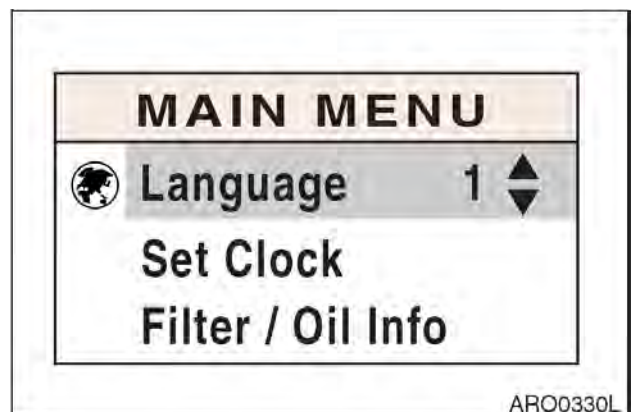 MAIN MENU
Language 1
Set Clock
Filter / Oil Info
ARO0330L